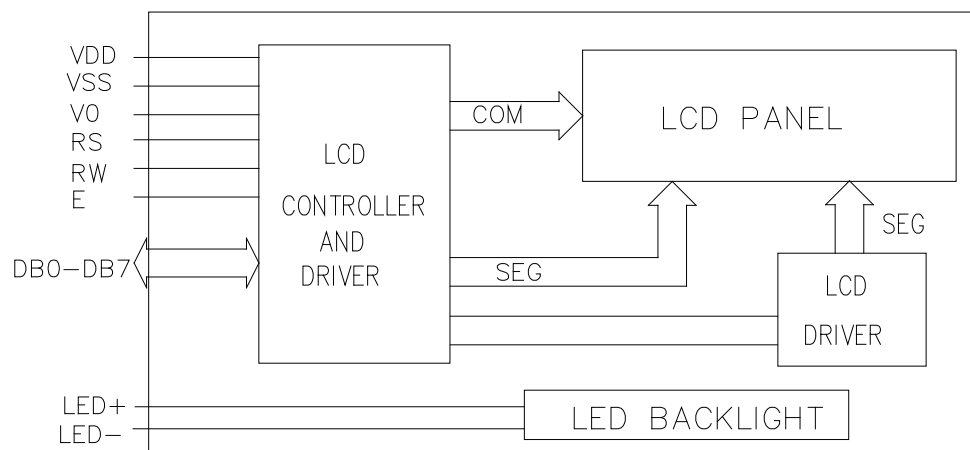 VDD
VSS
V0
RS
RW
E
DB0-DB7
LED+
LED-
LCD
CONTROLLER
AND
DRIVER
COM
SEG
LCD PANEL
SEG
LCD
DRIVER
LED BACKLIGHT